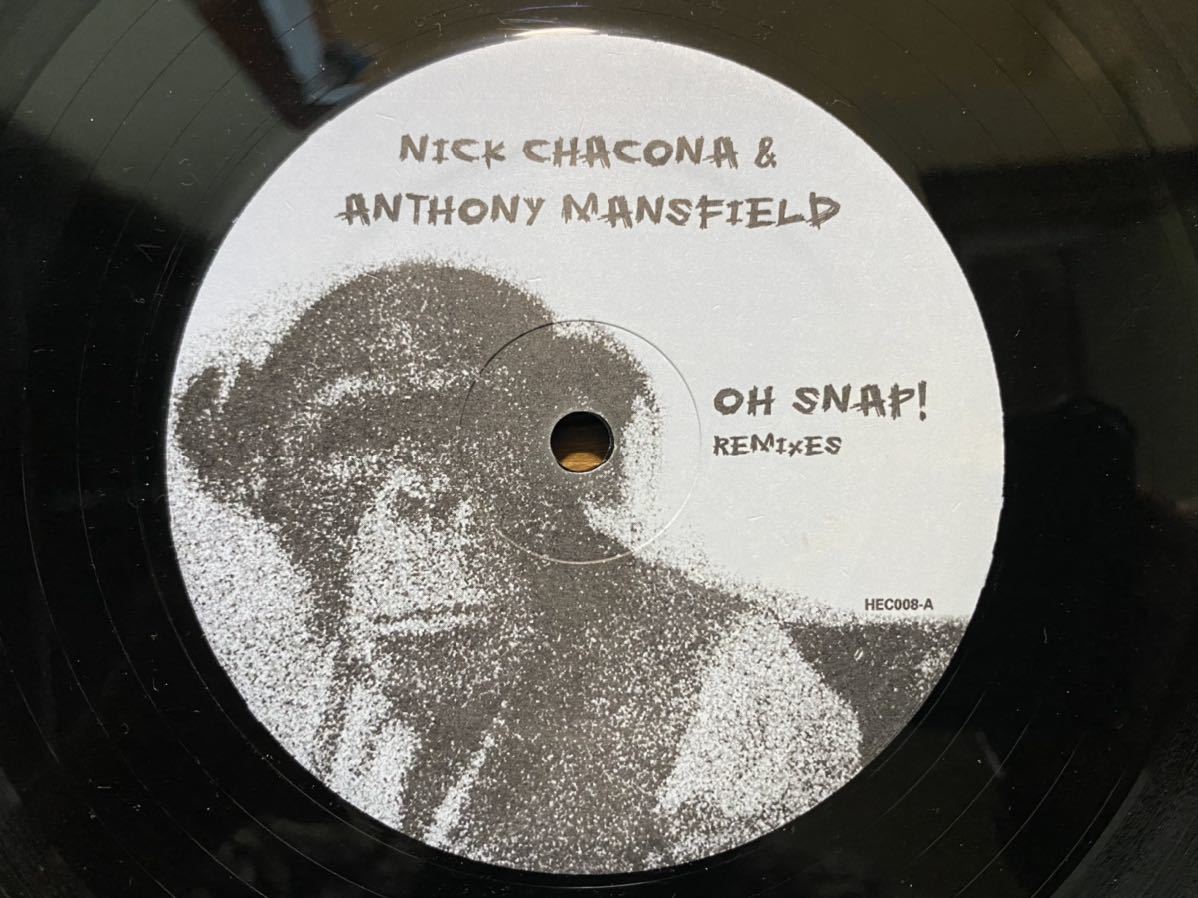 NICK CHACONA &
ANTHONY MANSFIELD
OH SNAP!
REMIXES
HEC008-A